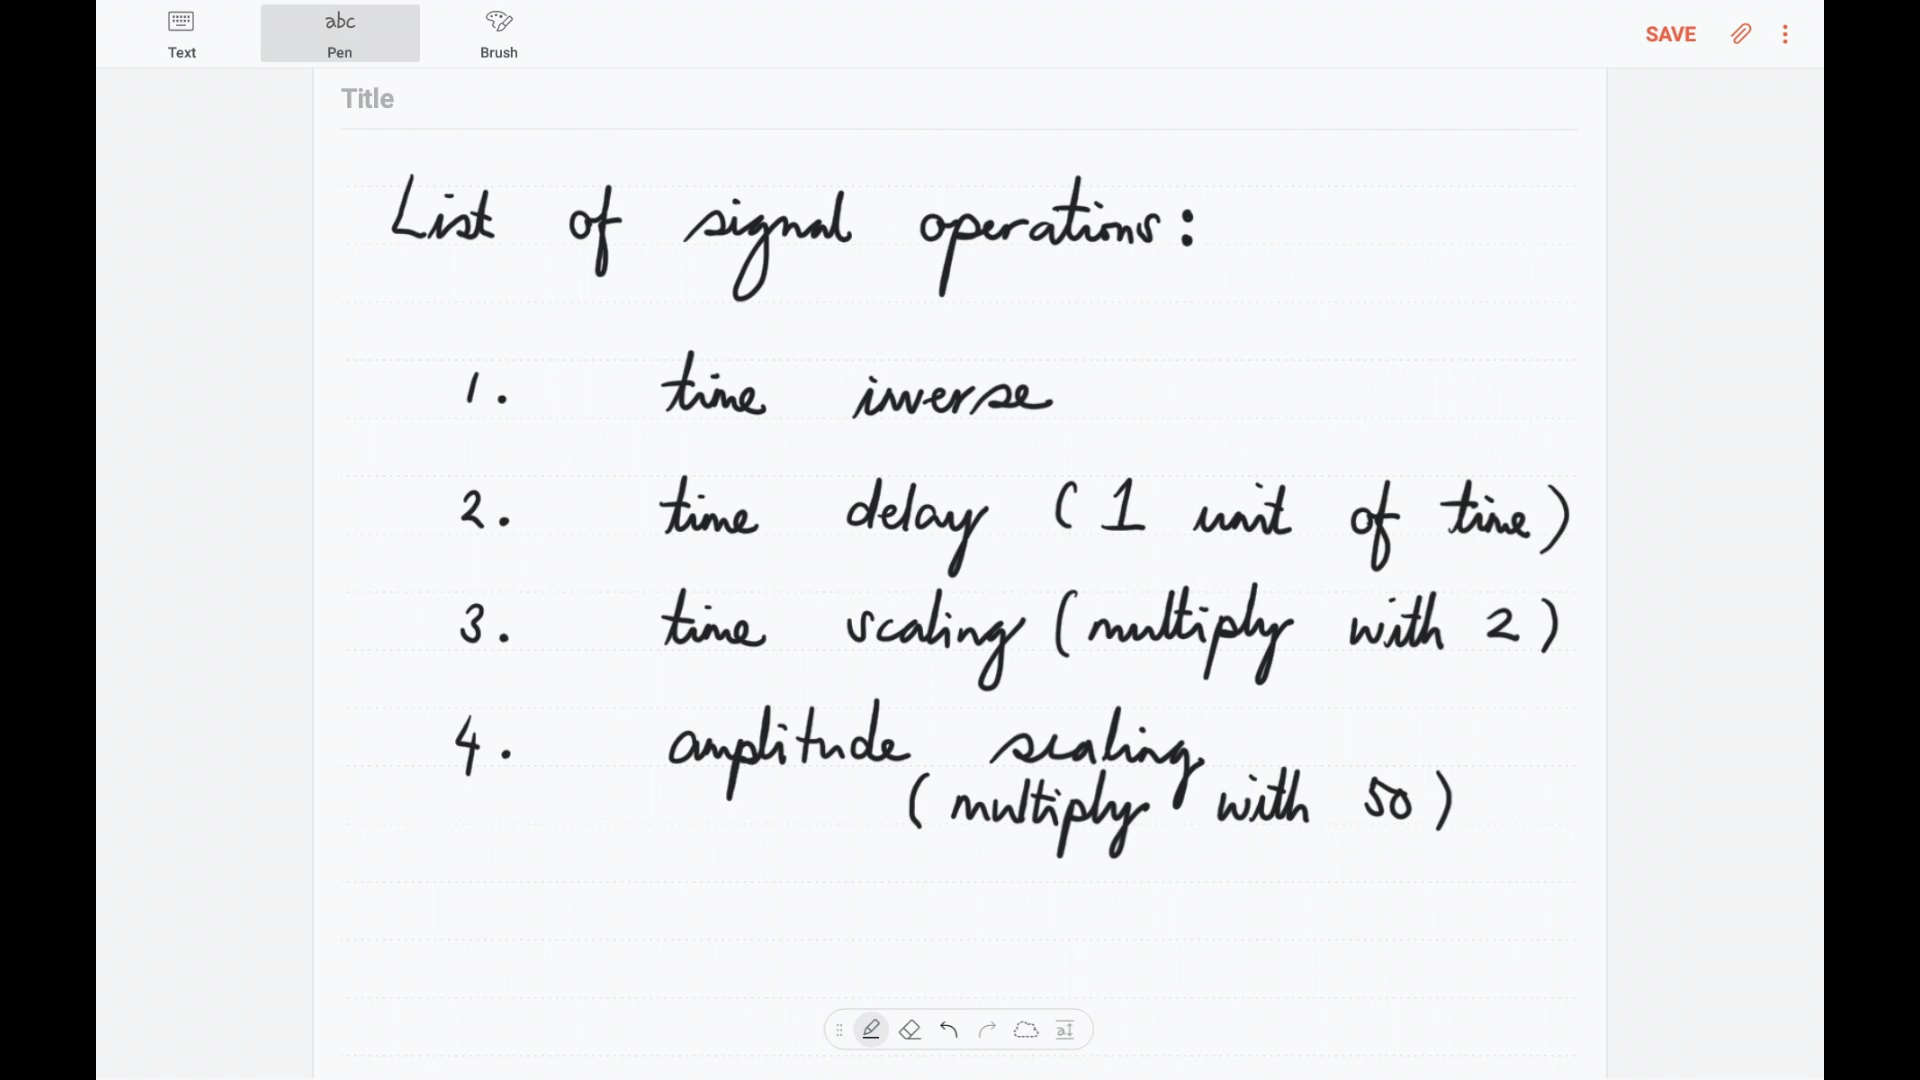 abc
Text Pen Brush SAVE
Title
List of signal operations:
1. time inverse
2. time delay (1 unit of time)
3. time scaling (multiply with 2)
4. amplitude scaling
(multiply with 50)